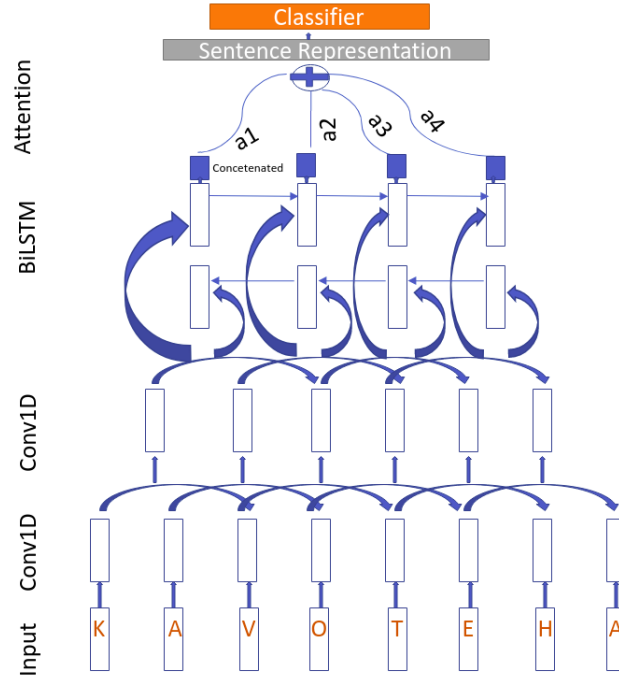 Classifier
Sentence Representation
Attention
a1
a2
a3
a4
Concetenated
BiLSTM
Conv1D
Conv1D
Input
K A V O T E H A